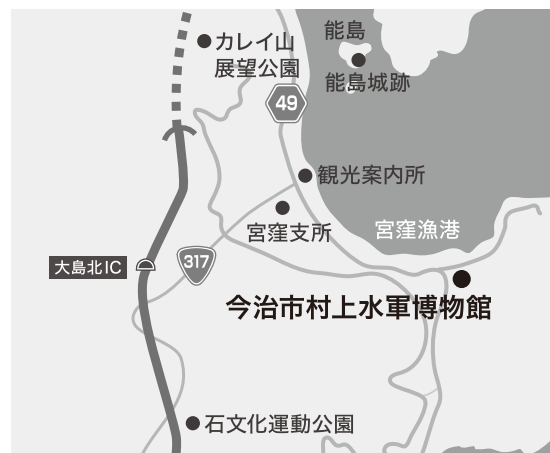 カレイ山
展望公園
能島
能島城跡
49
観光案内所
宮窪支所
宮窪漁港
大島北IC
317
今治市村上水軍博物館
石文化運動公園